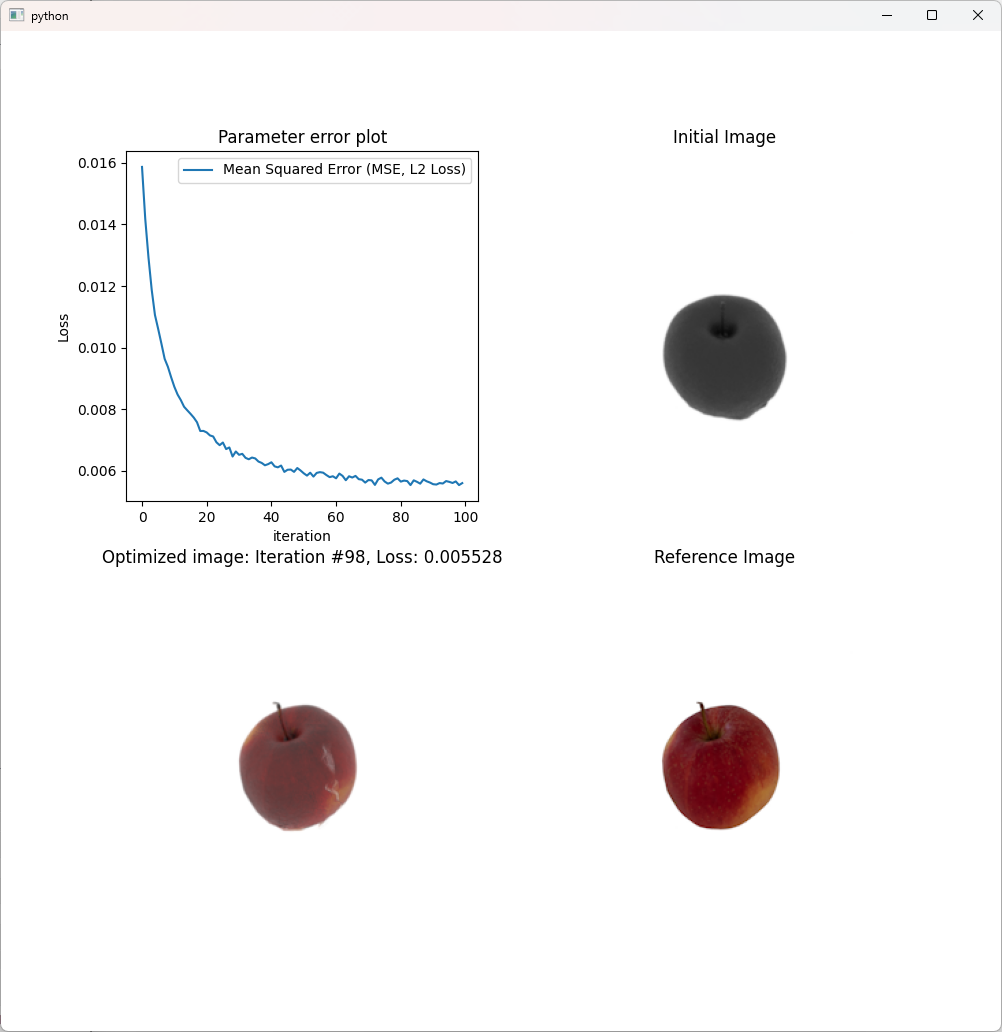 python
Parameter error plot
Mean Squared Error (MSE, L2 Loss)
0.016
0.014
0.012
0.010
0.008
0.006
Loss
0 20 40 60 80 100
iteration
Initial Image
Optimized image: Iteration #98, Loss: 0.005528
Reference Image